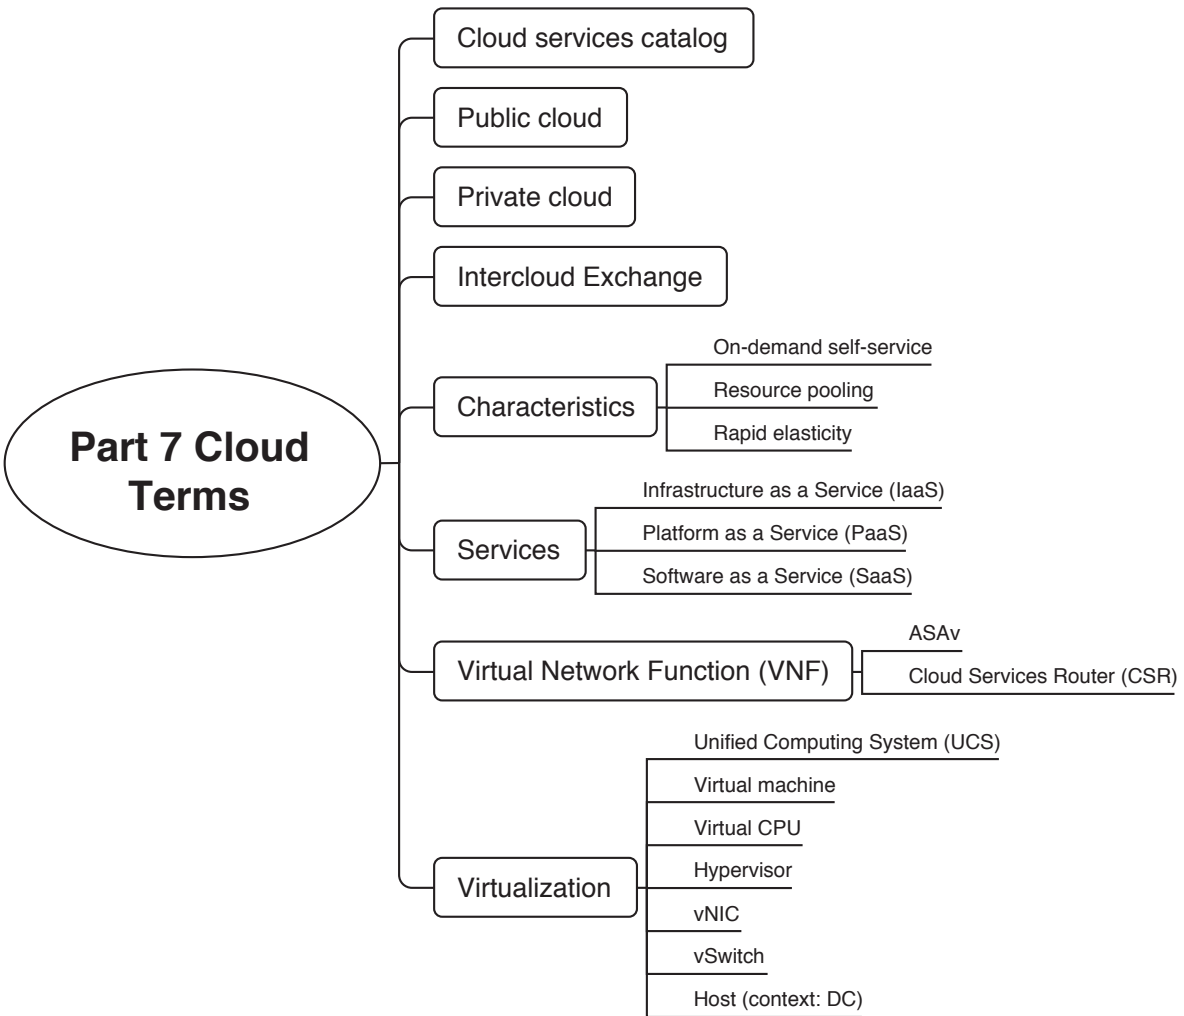 Cloud services catalog
Public cloud
Private cloud
Intercloud Exchange
Part 7 Cloud
Terms
Characteristics
On-demand self-service
Resource pooling
Rapid elasticity
Services
Infrastructure as a Service (IaaS)
Platform as a Service (PaaS)
Software as a Service (SaaS)
Virtual Network Function (VNF)
ASAv
Cloud Services Router (CSR)
Virtualization
Unified Computing System (UCS)
Virtual machine
Virtual CPU
Hypervisor
vNIC
vSwitch
Host (context: DC)